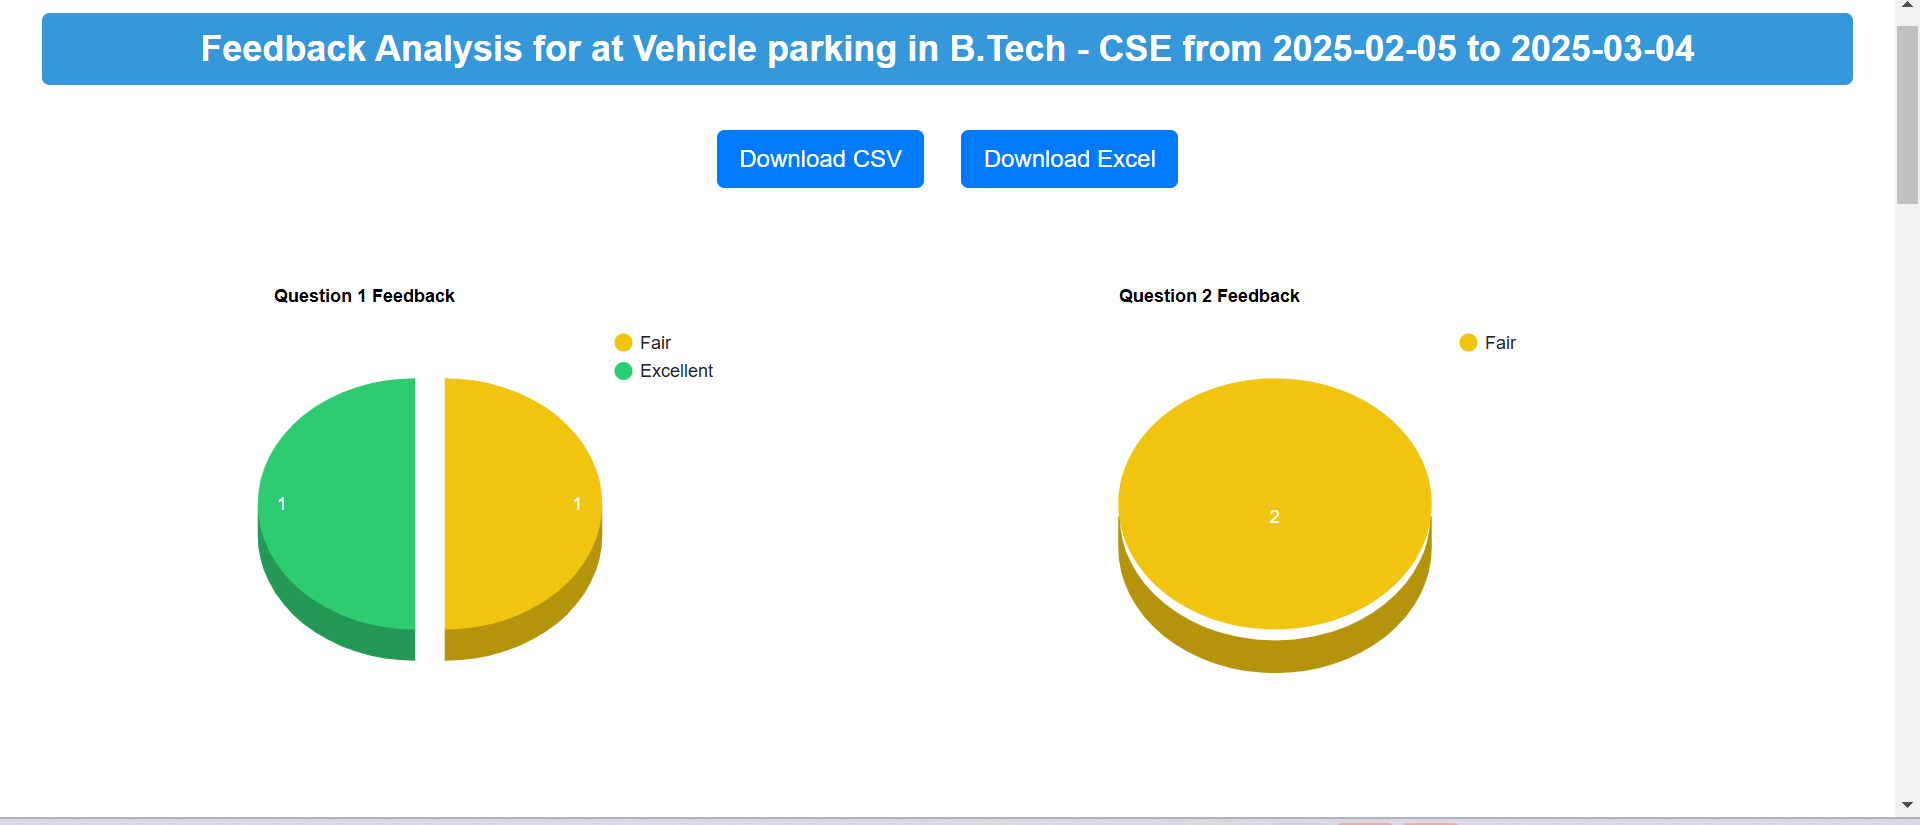 Feedback Analysis for at Vehicle parking in B.Tech - CSE from 2025-02-05 to 2025-03-04
Download CSV
Download Excel
Question 1 Feedback
Fair
Excellent
1
1
Question 2 Feedback
Fair
2